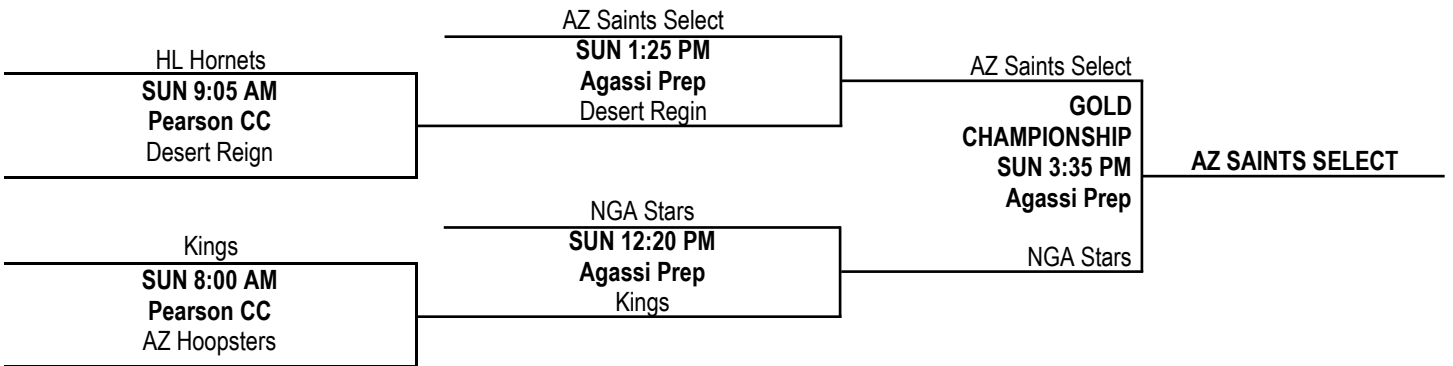 HL Hornets
SUN 9:05 AM
Pearson CC
Desert Reign
Kings
SUN 8:00 AM
Pearson CC
AZ Hoopsters
AZ Saints Select
SUN 1:25 PM
Agassi Prep
Desert Regin
NGA Stars
SUN 12:20 PM
Agassi Prep
Kings
AZ Saints Select
GOLD
CHAMPIONSHIP
SUN 3:35 PM
Agassi Prep
NGA Stars
AZ SAINTS SELECT